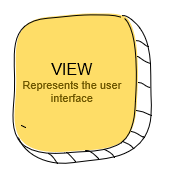 VIEW
Represents the user
interface